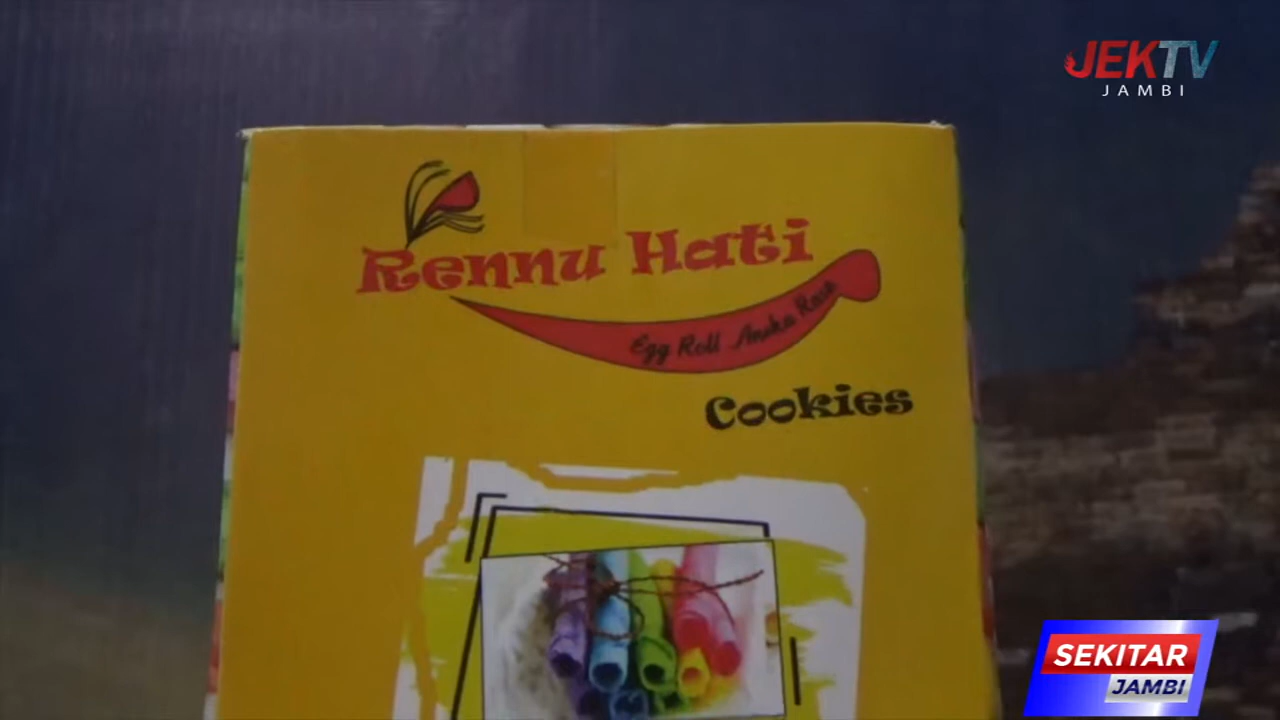 JEKTV
JAMBI
Rennu Hati
Egg Roll Aneka Rasa
Cookies
SEKITAR
JAMBI